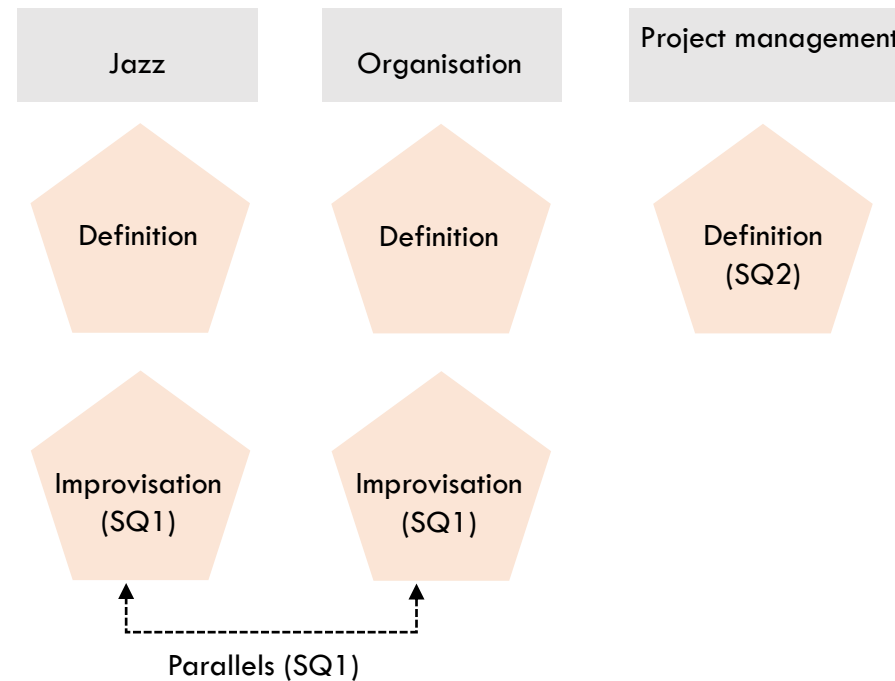 Jazz
Organisation
Project management
Definition
Definition
Definition
(SQ2)
Improvisation
(SQ1)
Improvisation
(SQ1)
Parallels (SQ1)